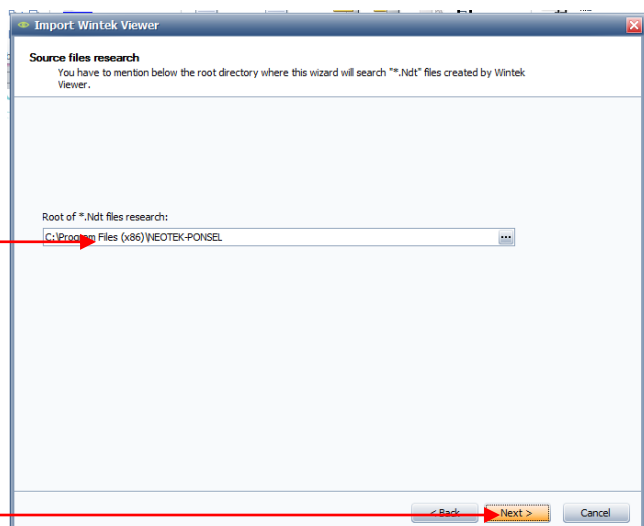 Import Wintek Viewer
Source files research
You have to mention below the root directory where this wizard will search "*.Ndt" files created by Wintek
Viewer.
Root of *.Ndt files research:
C:\Program Files (x86)\NEOTEK-PONSEL
...
< Back
Next >
Cancel